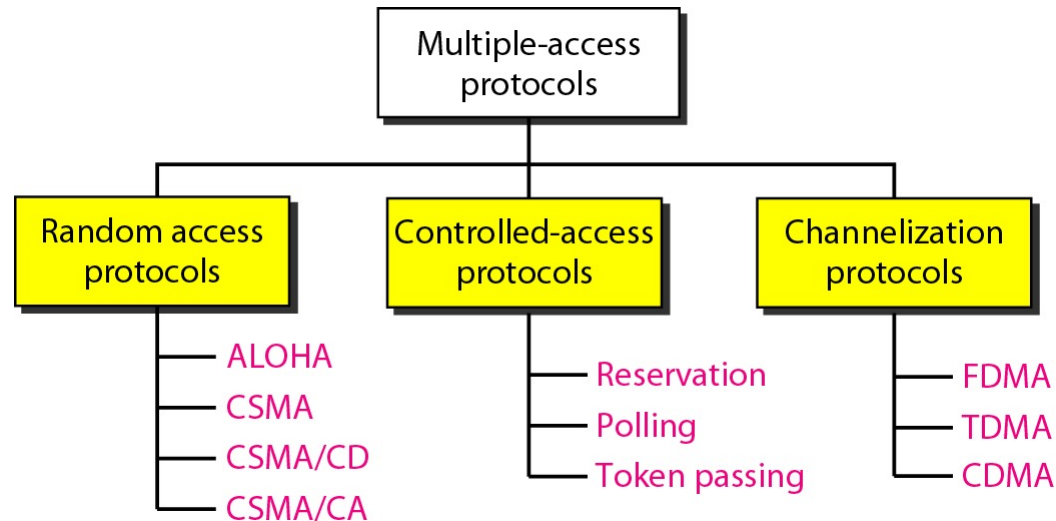 Multiple-access
protocols
Random access
protocols
Controlled-access
protocols
Channelization
protocols
ALOHA
CSMA
CSMA/CD
CSMA/CA
Reservation
Polling
Token passing
FDMA
TDMA
CDMA